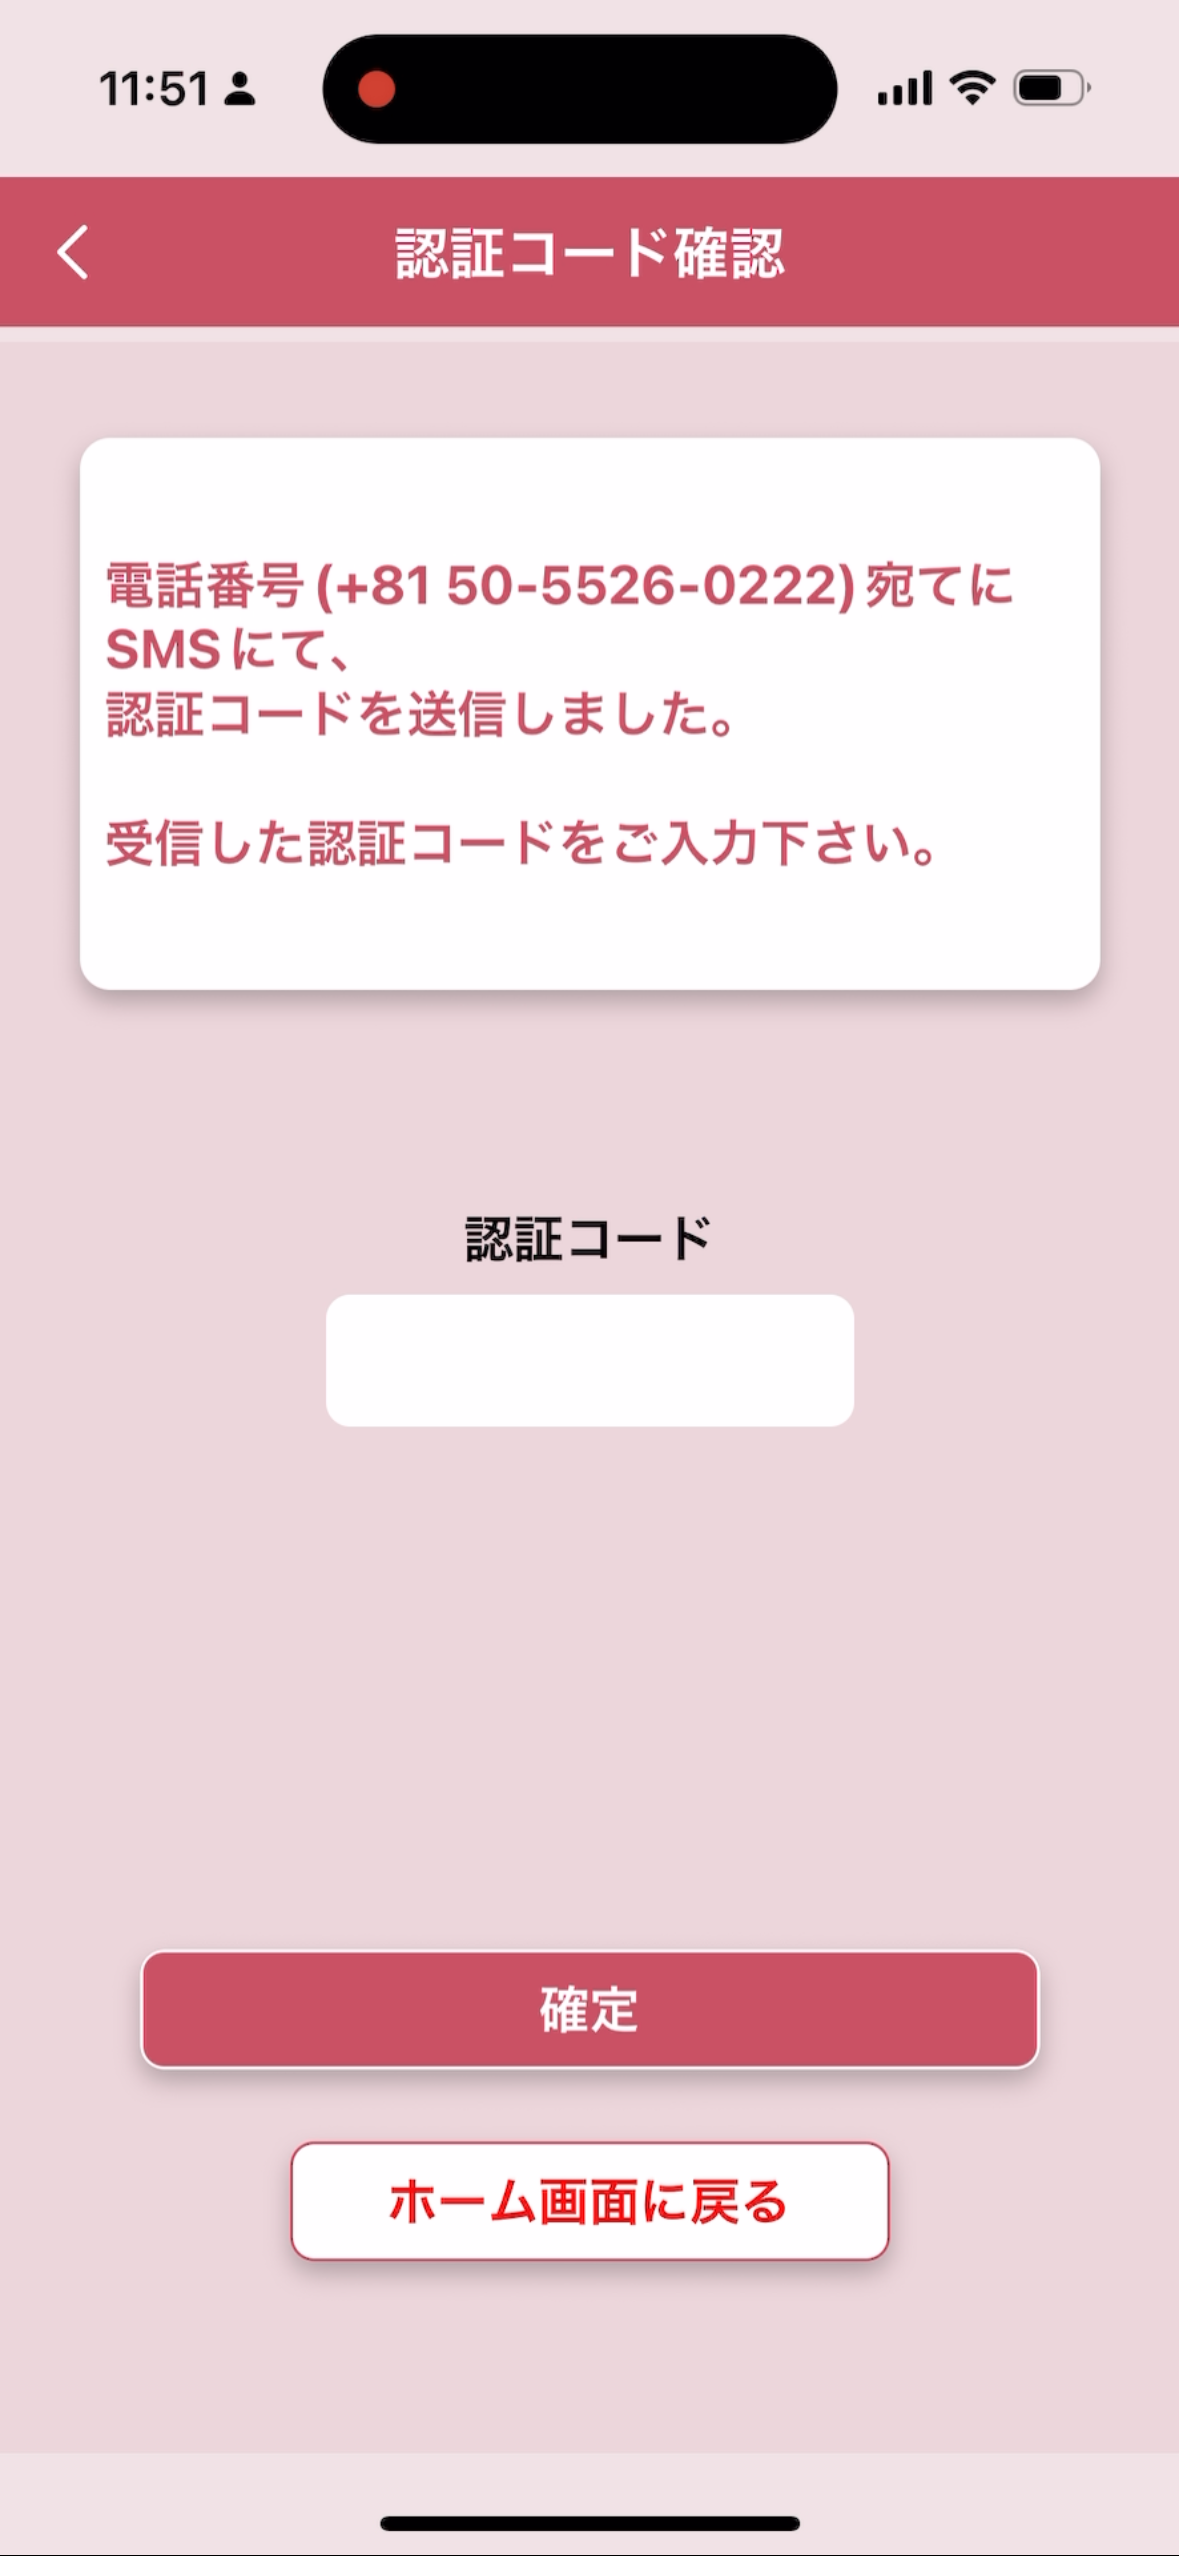 11:51
認証コード確認
電話番号(+81 50-5526-0222)宛てに
SMSにて、
認証コードを送信しました。
受信した認証コードをご入力下さい。
認証コード
確定
ホーム画面に戻る